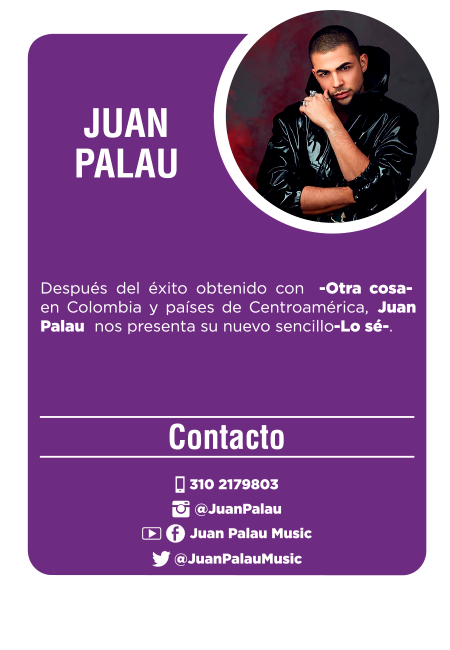 JUAN
PALAU
Después del éxito obtenido con -Otra cosa-
en Colombia y países de Centroamérica, Juan
Palau nos presenta su nuevo sencillo-Lo sé-.
Contacto
310 2179803
@JuanPalau
Juan Palau Music
@JuanPalauMusic